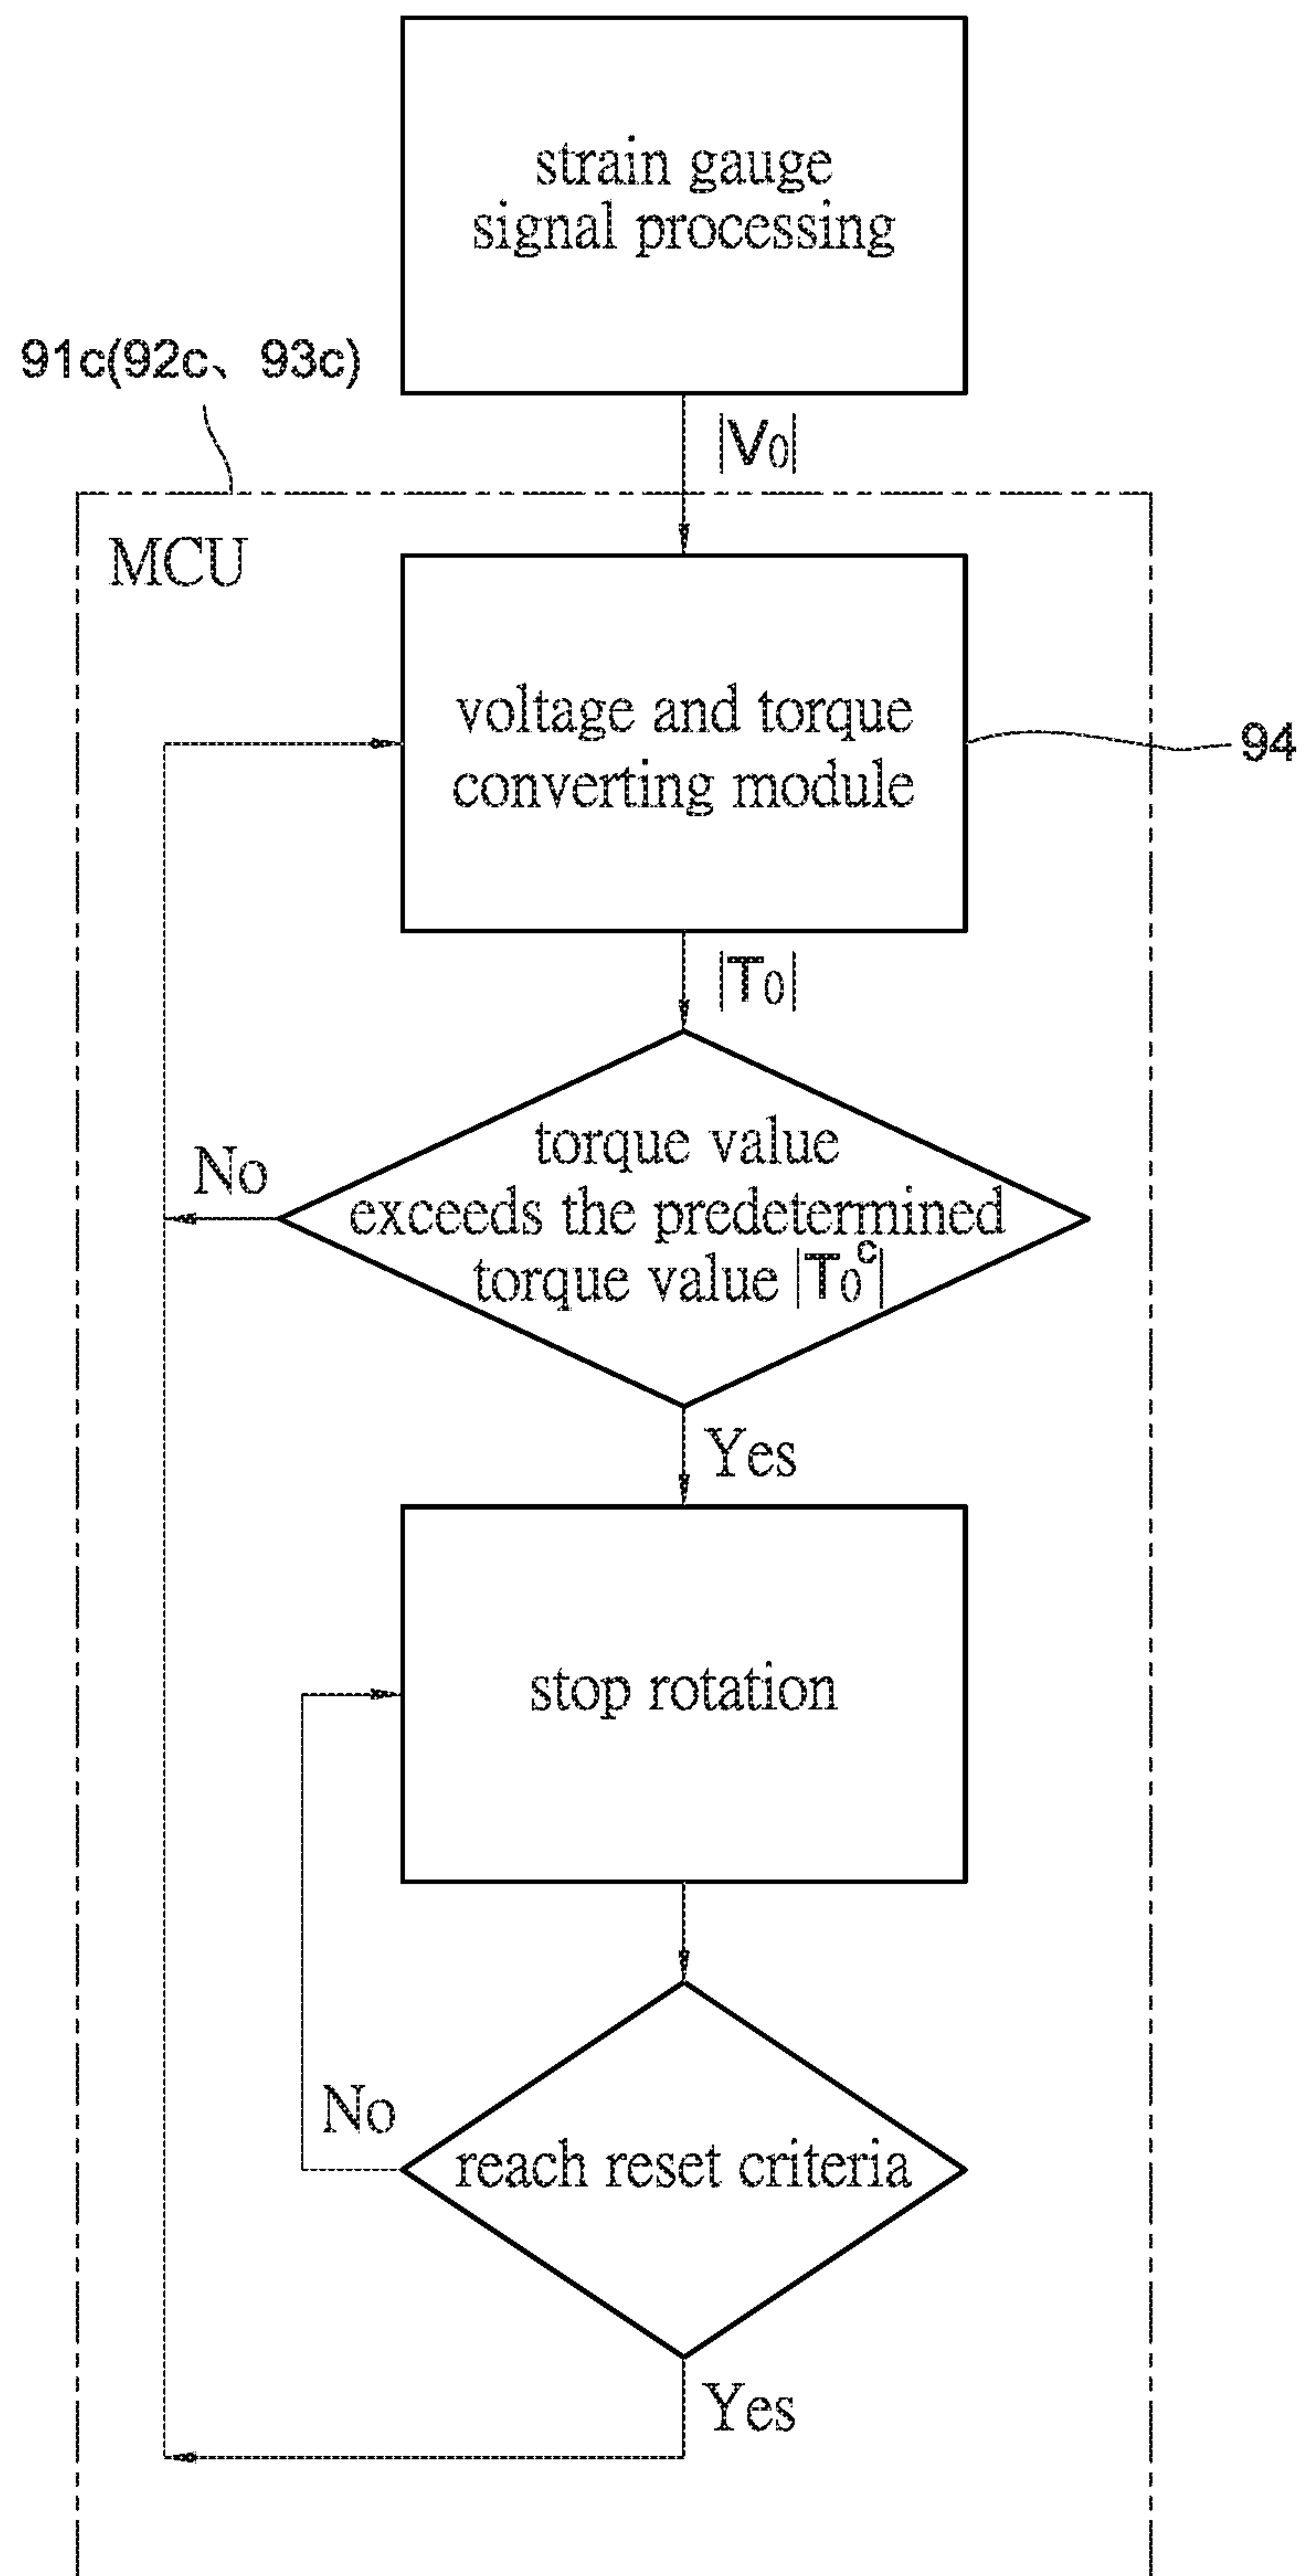 strain gauge
signal processing
91c(92c、93c)
|V0|
MCU
voltage and torque
converting module
94
|T0|
No
torque value
exceeds the predetermined
torque value |T0c|
Yes
stop rotation
No
reach reset criteria
Yes